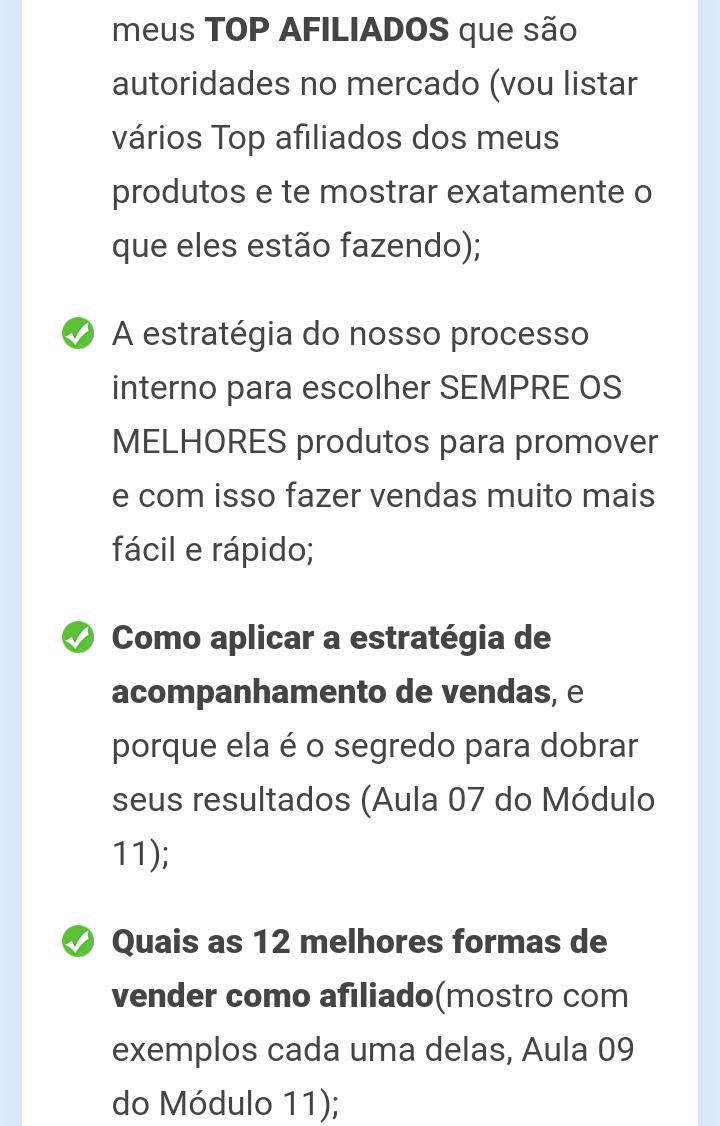 meus TOP AFILIADOS que são
autoridades no mercado (vou listar
vários Top afiliados dos meus
produtos e te mostrar exatamente o
que eles estão fazendo);
A estratégia do nosso processo
interno para escolher SEMPRE OS
MELHORES produtos para promover
e com isso fazer vendas muito mais
fácil e rápido;
Como aplicar a estratégia de
acompanhamento de vendas, e
porque ela é o segredo para dobrar
seus resultados (Aula 07 do Módulo
11);
Quais as 12 melhores formas de
vender como afiliado(mostro com
exemplos cada uma delas, Aula 09
do Módulo 11);